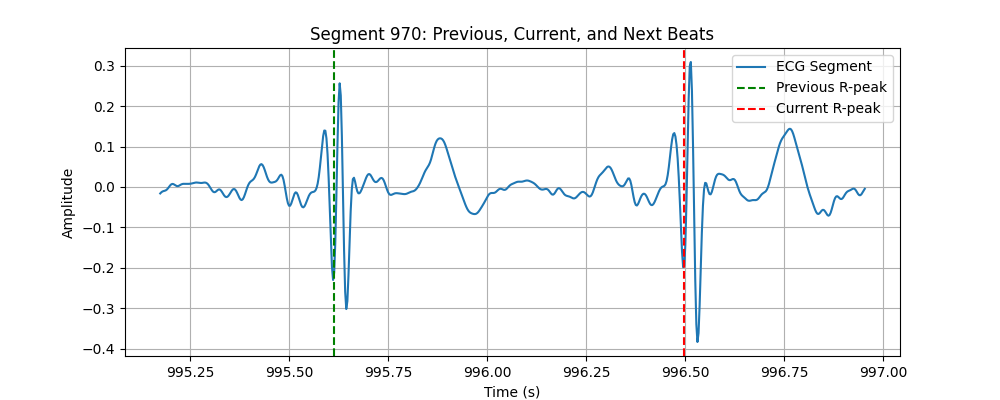 Segment 970: Previous, Current, and Next Beats
ECG Segment
Previous R-peak
Current R-peak
Amplitude
0.3
0.2
0.1
0.0
−0.1
−0.2
−0.3
−0.4
995.25 995.50 995.75 996.00 996.25 996.50 996.75 997.00
Time (s)